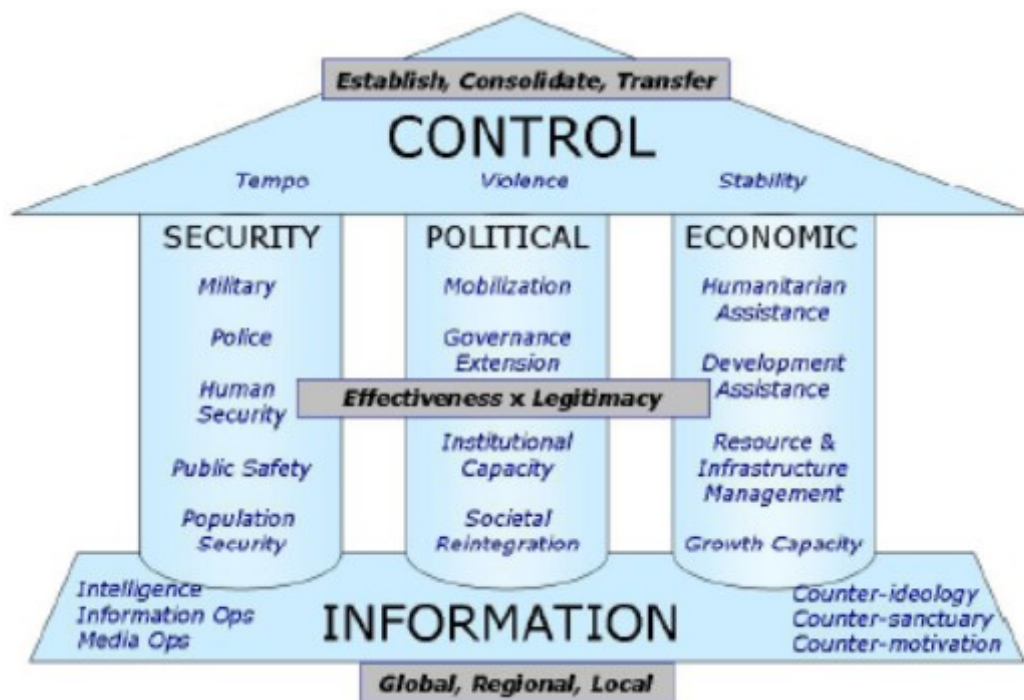 Establish, Consolidate, Transfer
CONTROL
Tempo
Violence
Stability
SECURITY
Military
Police
Human
Security
Public Safety
Population
Security
POLITICAL
Mobilization
Governance
Extension
Institutional
Capacity
Societal
Reintegration
ECONOMIC
Humanitarian
Assistance
Development
Assistance
Resource &
Infrastructure
Management
Growth Capacity
Effectiveness x Legitimacy
Intelligence
Information Ops
Media Ops
INFORMATION
Counter-ideology
Counter-sanctuary
Counter-motivation
Global, Regional, Local